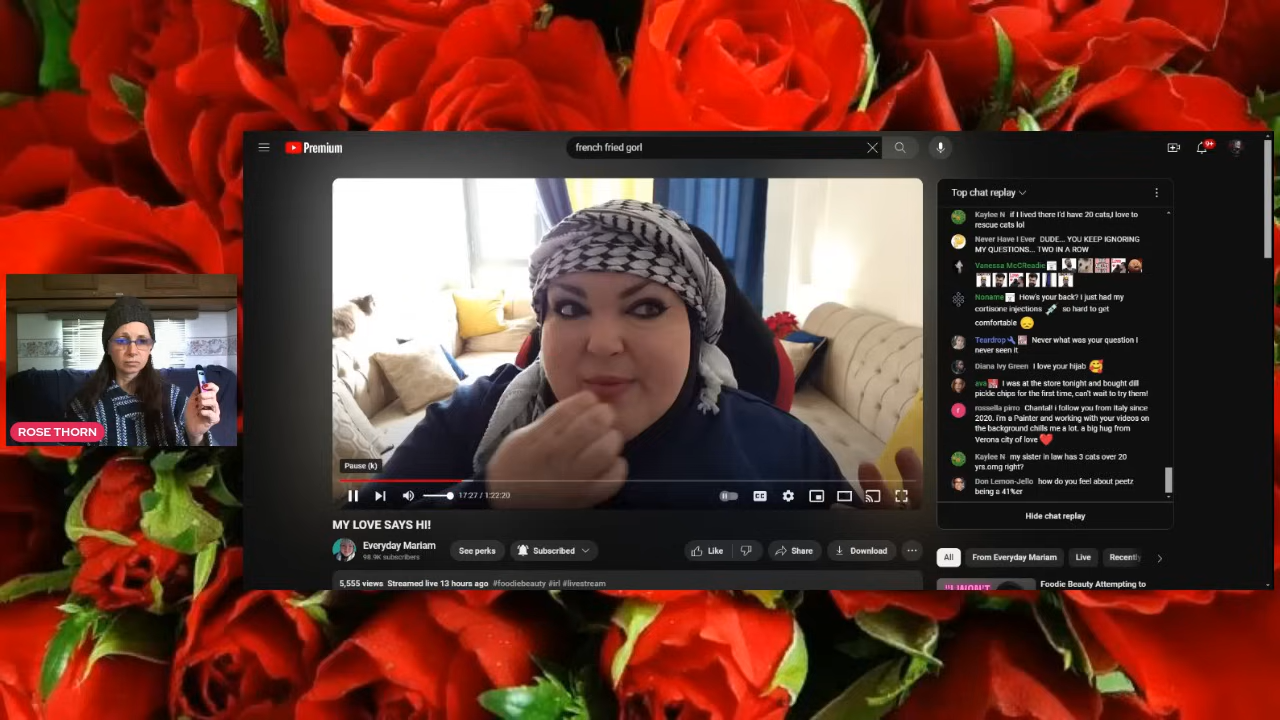 Premium
french fried gorl
9+
Top chat replay
Kaylee N if I lived there I'd have 20 cats,I love to
rescue cats lol
Never Have I Ever DUDE... YOU KEEP IGNORING
MY QUESTIONS... TWO IN A ROW
Vanessa McCReadie
Noname How's your back? I just had my
cortisone injections so hard to get
comfortable
Teardrop Never what was your question I
never seen it
Diana Ivy Green I love your hijab
ava I was at the store tonight and bought dill
pickle chips for the first time, can't wait to try them!
rossella pirro Chantal! i follow you from Italy since
2020. i'm a Painter and working with your videos on
the background chills me a lot. a big hug from
Verona city of love
Kaylee N my sister in law has 3 cats over 20
yrs.omg right?
Don Lemon-Jello how do you feel about peetz
being a 41%er
Hide chat replay
ROSE THORN
Pause (k)
17:27 / 1:22:20
CC
MY LOVE SAYS HI!
Everyday Mariam
98.9K subscribers
See perks
Subscribed
Like
Share
Download
All
From Everyday Mariam
Live
Recently
5,555 views Streamed live 13 hours ago #foodiebeauty #irl #livestream
"I WON'T
Foodie Beauty Attempting to